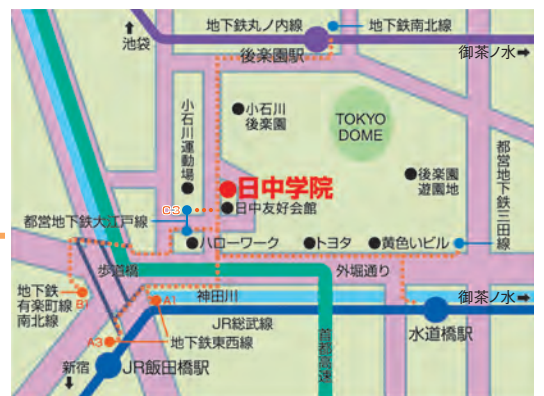 地下鉄丸ノ内線
地下鉄南北線
池袋
後楽園駅
御茶ノ水
小石川運動場
小石川
後楽園
TOKYO
DOME
後楽園
遊園地
都営地下鉄三田線
日中学院
C-3
日中友好会館
都営地下鉄大江戸線
ハローワーク
トヨタ
黄色いビル
歩道橋
外堀通り
地下鉄
有楽町線
南北線
B1
A1
神田川
御茶ノ水
JR総武線
首都高速
水道橋駅
A3
地下鉄東西線
新宿
JR飯田橋駅